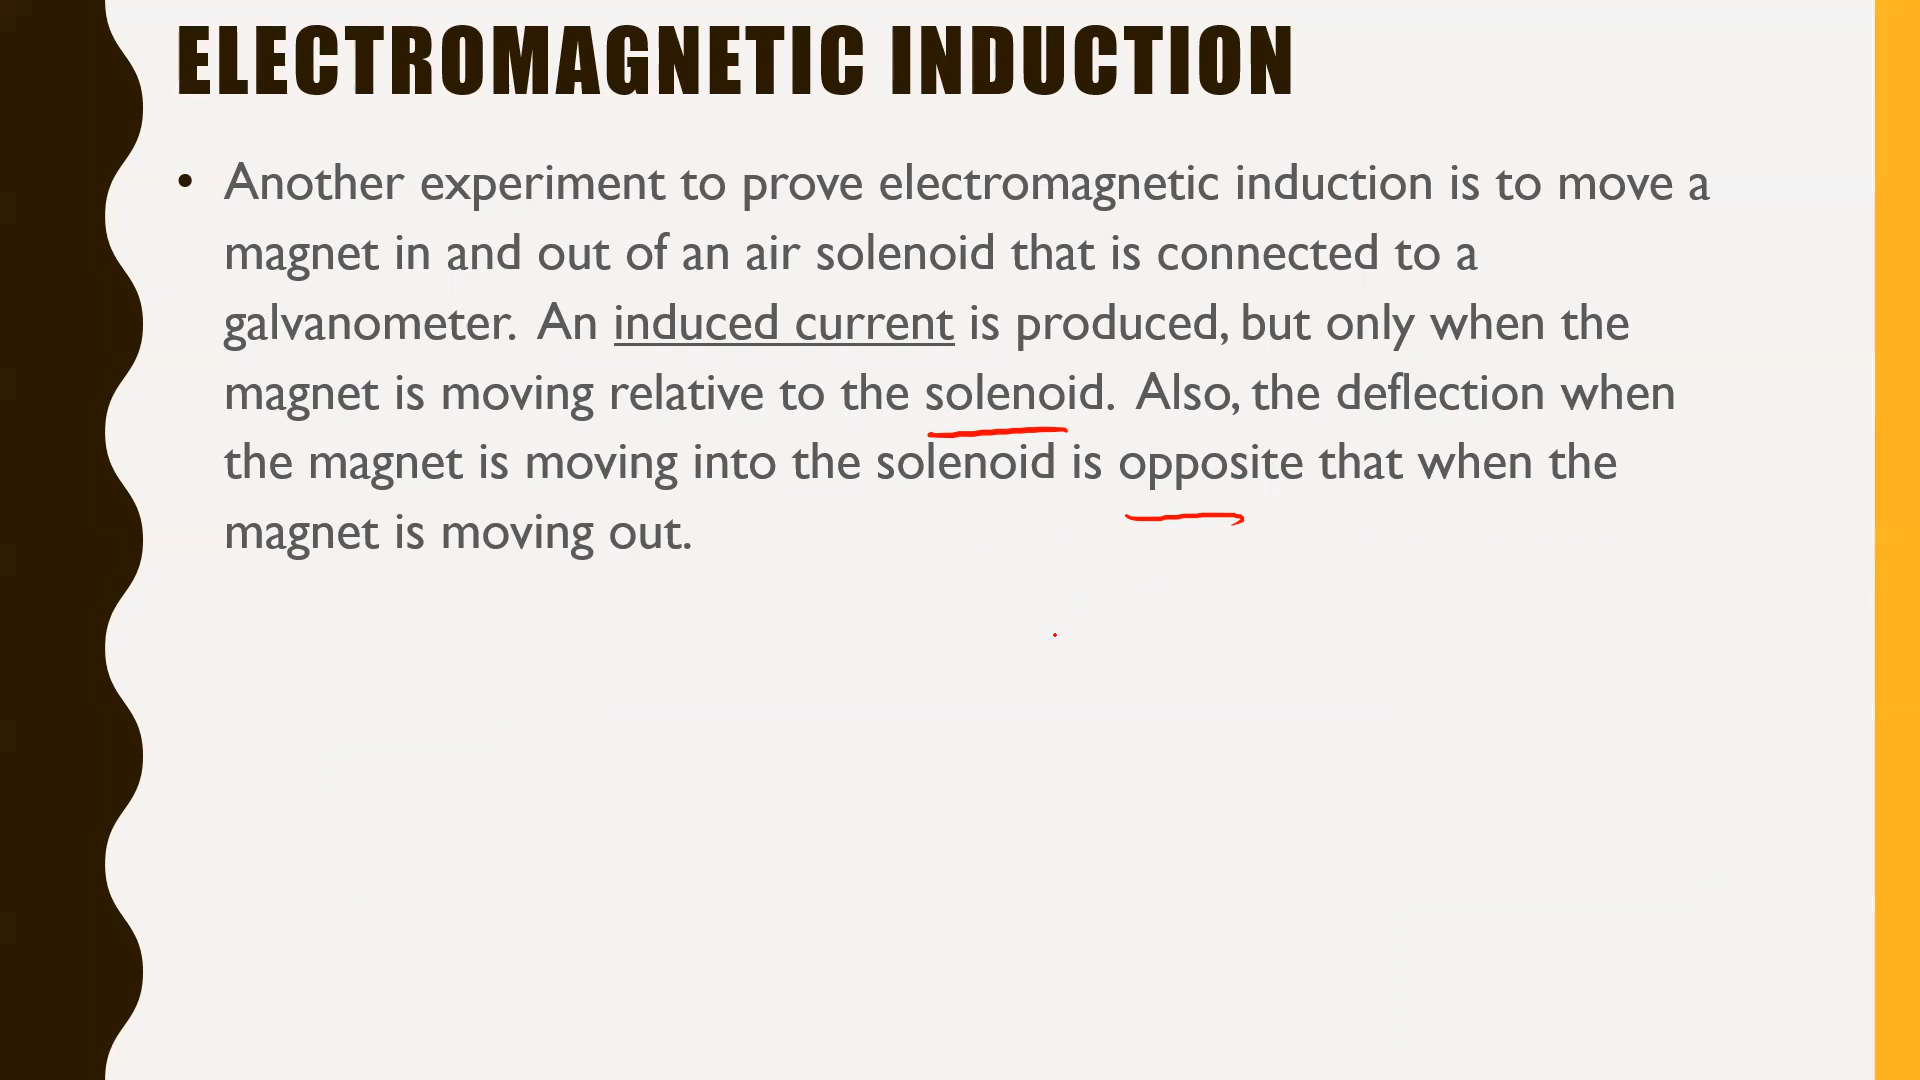 ELECTROMAGNETIC INDUCTION
• Another experiment to prove electromagnetic induction is to move a
magnet in and out of an air solenoid that is connected to a
galvanometer.  An induced current is produced, but only when the
magnet is moving relative to the solenoid.  Also, the deflection when
the magnet is moving into the solenoid is opposite that when the
magnet is moving out.